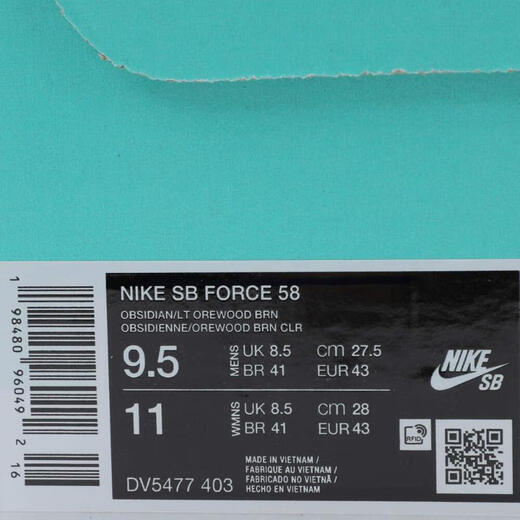 NIKE SB FORCE 58
OBSIDIAN/LT OREWOOD BRN
OBSIDIENNE/OREWOOD BRN CLR
9.5 MENS UK 8.5 CM 27.5
BR 41 EUR 43
11 WMNS UK 8.5 CM 28
BR 41 EUR 43
NIKE
SB
RFID
MADE IN VIETNAM /
FABRIQUE AU VIETNAM /
FABRICADO NO VIETNÃ /
HECHO EN VIETNAM
DV5477 403
1 98480 96049 2 16